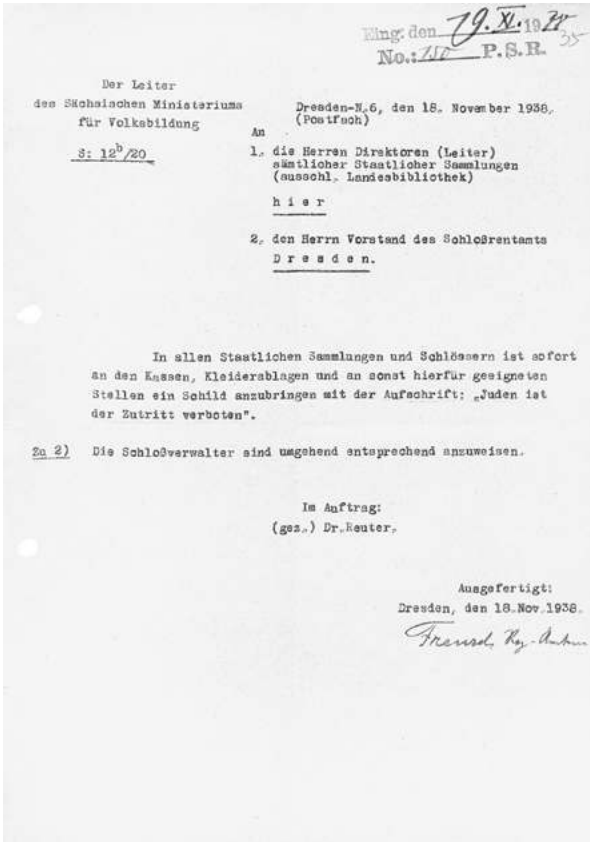 Eing. den 19. XI. 1938
35
No.: 150 P.S.R.
Der Leiter
des Sächsischen Ministeriums
für Volksbildung
S: 12b/20
Dresden-N.6, den 18. November 1938.
(Postfach)
An
1. die Herren Direktoren (Leiter)
sämtlicher Staatlicher Sammlungen
(ausschl. Landesbibliothek)
h i e r
2. den Herrn Vorstand des Schloßrentamts
D r e s d e n.
In allen Staatlichen Sammlungen und Schlössern ist sofort
an den Kassen, Kleiderablagen und an sonst hierfür geeigneten
Stellen ein Schild anzubringen mit der Aufschrift: „Juden ist
der Zutritt verboten".
Zu 2) Die Schloßverwalter sind umgehend entsprechend anzuweisen.
Im Auftrag:
(gez.) Dr.Reuter.
Ausgefertigt:
Dresden, den 18.Nov.1938.